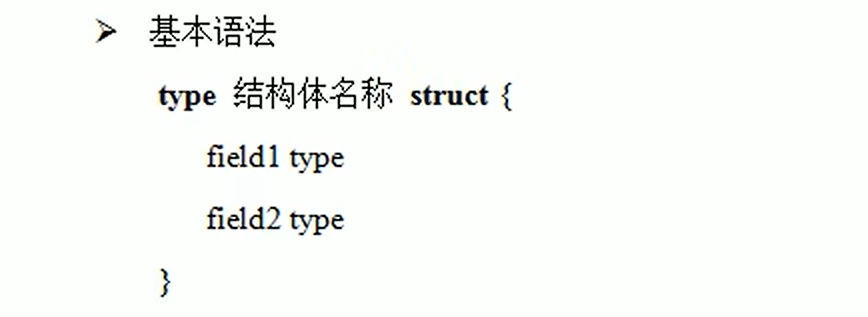 ➢ 基本语法
type 结构体名称 struct {
field1 type
field2 type
}